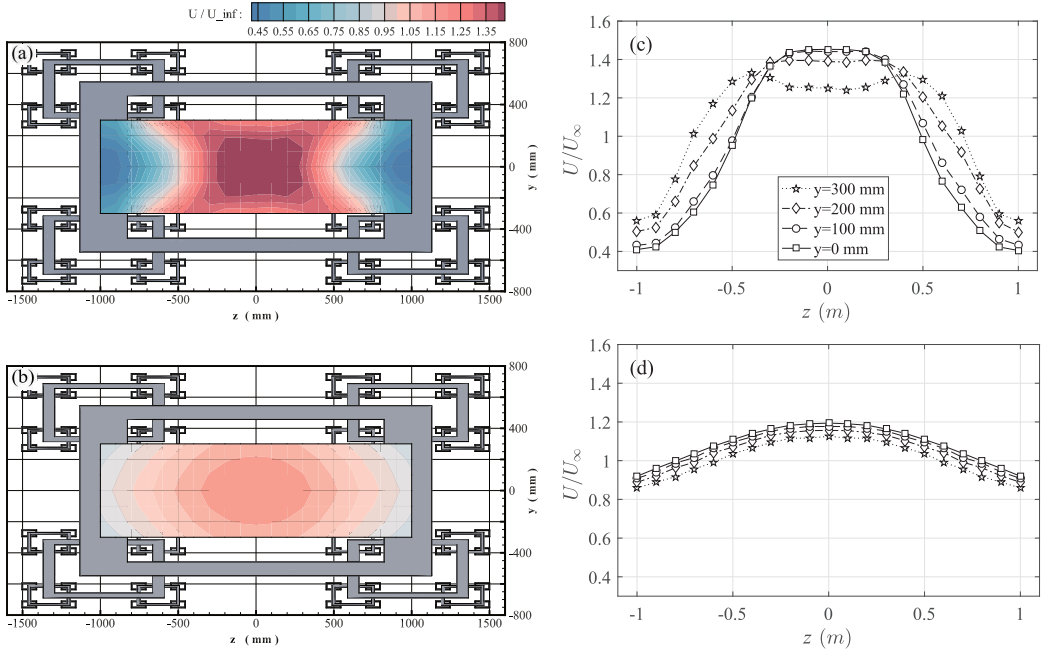 U / U_inf :
0.45 0.55 0.65 0.75 0.85 0.95 1.05 1.15 1.25 1.35
(a)
800
400
0
-400
-800
y (mm)
-1500 -1000 -500 0 500 1000 1500
z (mm)
(b)
800
400
0
-400
-800
y (mm)
-1500 -1000 -500 0 500 1000 1500
z (mm)
(c)
1.6
1.4
1.2
1
0.8
0.6
0.4
U/U∞
y=300 mm
y=200 mm
y=100 mm
y=0 mm
-1 -0.5 0 0.5 1
z (m)
(d)
1.6
1.4
1.2
1
0.8
0.6
0.4
U/U∞
-1 -0.5 0 0.5 1
z (m)